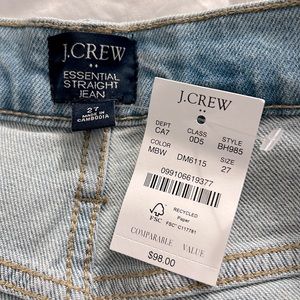 J.CREW
ESSENTIAL
STRAIGHT
JEAN
27
MADE IN
CAMBODIA
J.CREW
DEPT CLASS STYLE
CA7 0D5 BH985
COLOR SIZE
MBW DM6115 27
099106619377
FSC
RECYCLED
Paper
FSC® C117781
COMPARABLE VALUE
$98.00